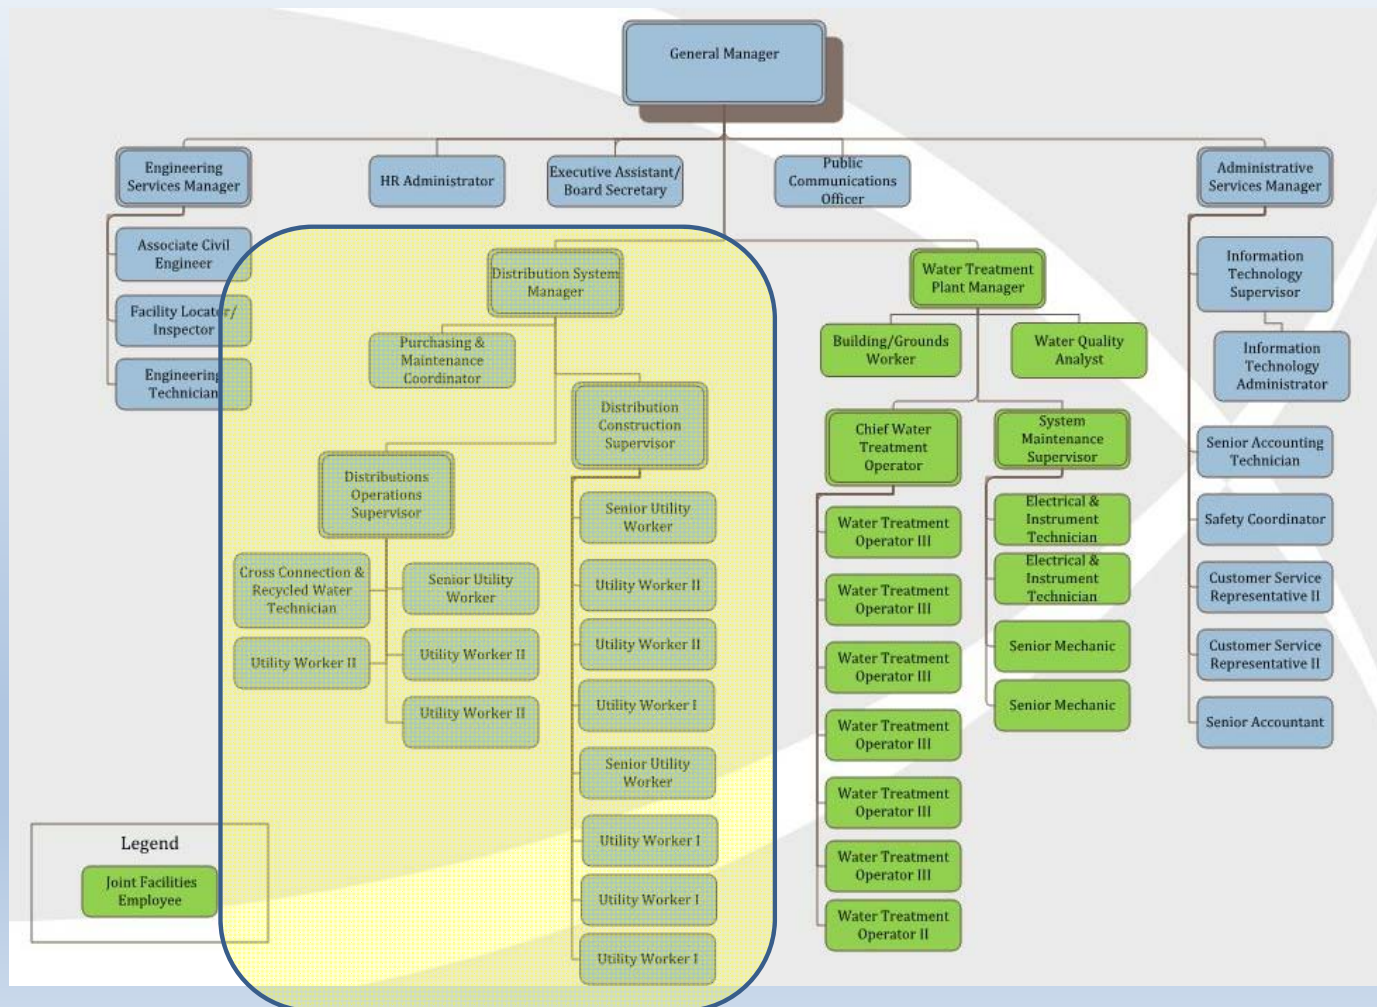 General Manager
Engineering
Services Manager
HR Administrator
Executive Assistant/
Board Secretary
Public
Communications
Officer
Administrative
Services Manager
Associate Civil
Engineer
Facility Locater/
Inspector
Engineering
Technician
Distribution System
Manager
Purchasing &
Maintenance
Coordinator
Distribution
Construction
Supervisor
Distributions
Operations
Supervisor
Cross Connection &
Recycled Water
Technician
Utility Worker II
Senior Utility
Worker
Utility Worker II
Utility Worker II
Senior Utility
Worker
Utility Worker II
Utility Worker II
Utility Worker I
Senior Utility
Worker
Utility Worker I
Utility Worker I
Utility Worker I
Water Treatment
Plant Manager
Building/Grounds
Worker
Water Quality
Analyst
Chief Water
Treatment
Operator
System
Maintenance
Supervisor
Water Treatment
Operator III
Water Treatment
Operator III
Water Treatment
Operator III
Water Treatment
Operator III
Water Treatment
Operator III
Water Treatment
Operator III
Water Treatment
Operator II
Electrical &
Instrument
Technician
Electrical &
Instrument
Technician
Senior Mechanic
Senior Mechanic
Information
Technology
Supervisor
Information
Technology
Administrator
Senior Accounting
Technician
Safety Coordinator
Customer Service
Representative II
Customer Service
Representative II
Senior Accountant
Legend
Joint Facilities
Employee